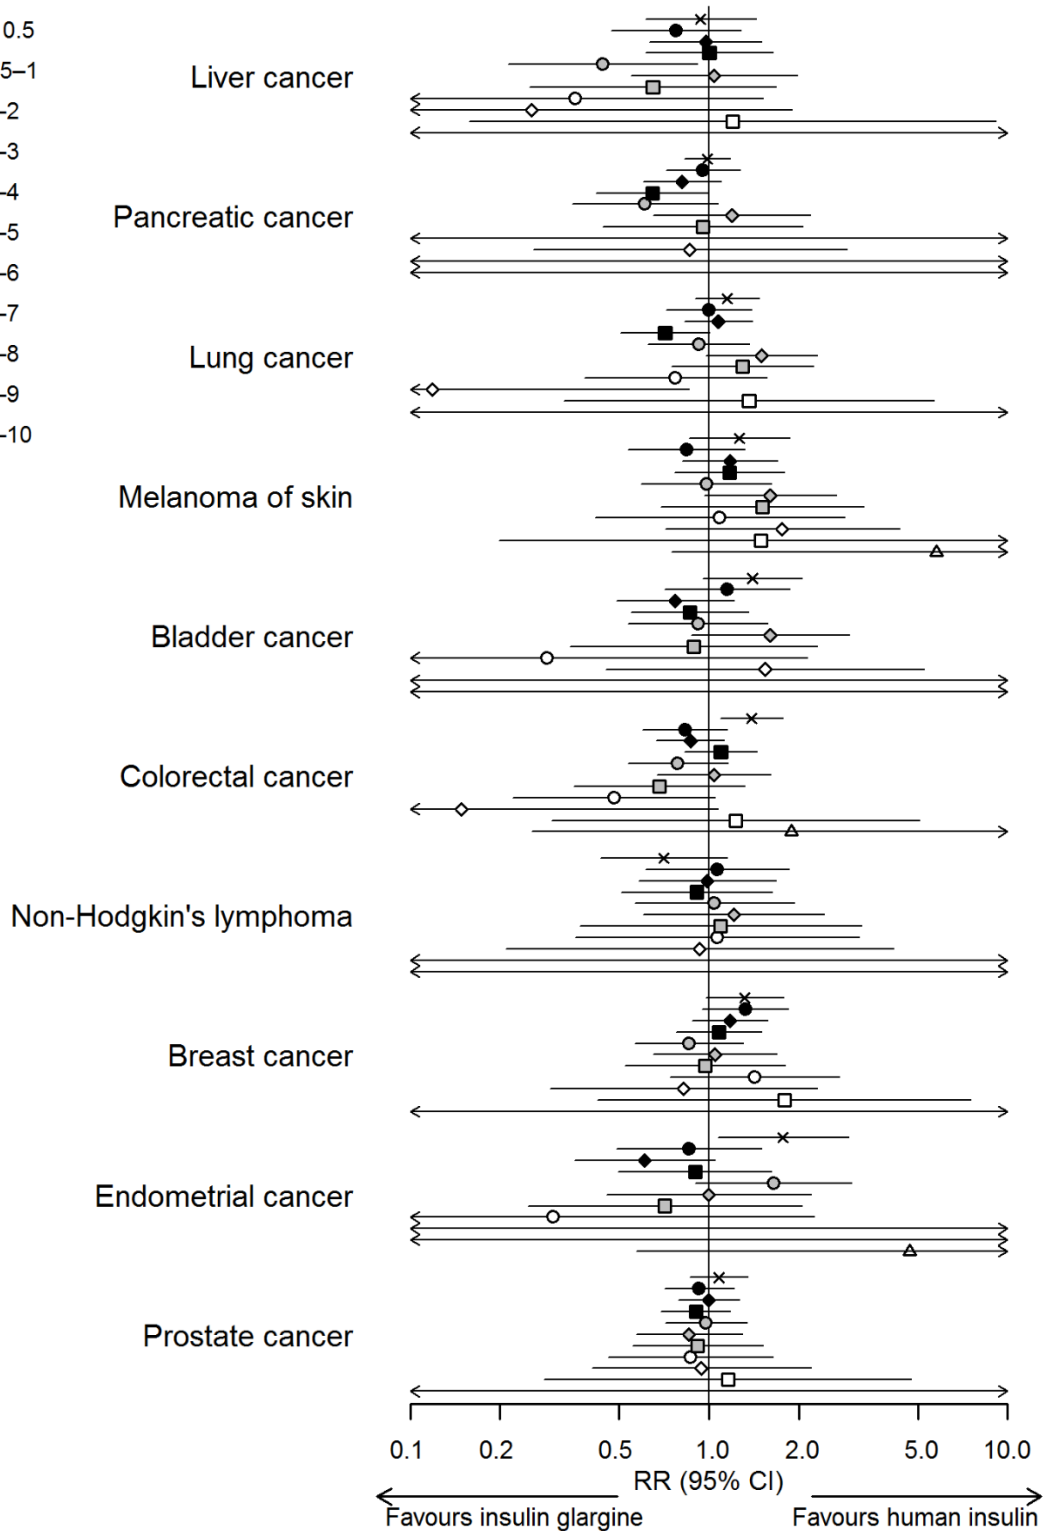 0.5
5–1
–2
–3
–4
–5
–6
–7
–8
–9
–10
Liver cancer
Pancreatic cancer
Lung cancer
Melanoma of skin
Bladder cancer
Colorectal cancer
Non-Hodgkin's lymphoma
Breast cancer
Endometrial cancer
Prostate cancer
0.1 0.2 0.5 1.0 2.0 5.0 10.0
RR (95% CI)
Favours insulin glargine Favours human insulin